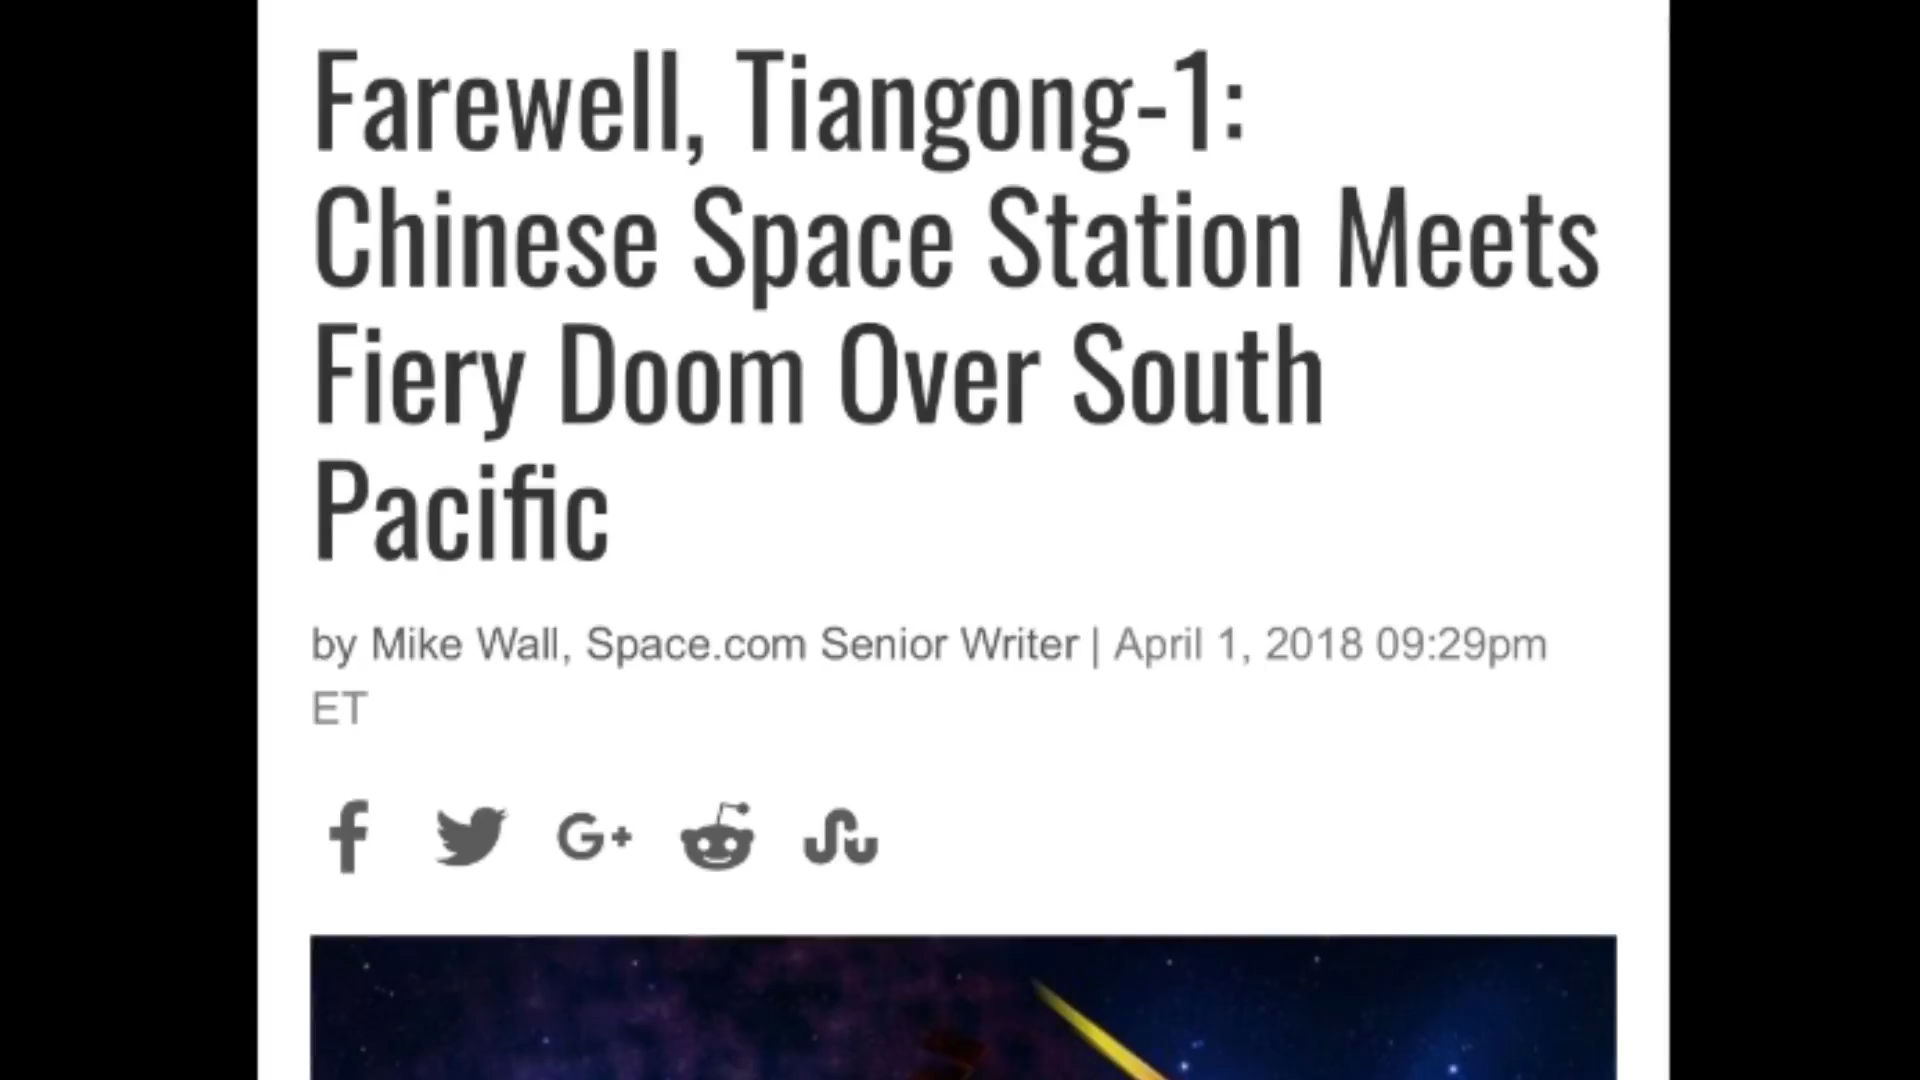 Farewell, Tiangong-1:
Chinese Space Station Meets
Fiery Doom Over South
Pacific
by Mike Wall, Space.com Senior Writer | April 1, 2018 09:29pm
ET
f G+